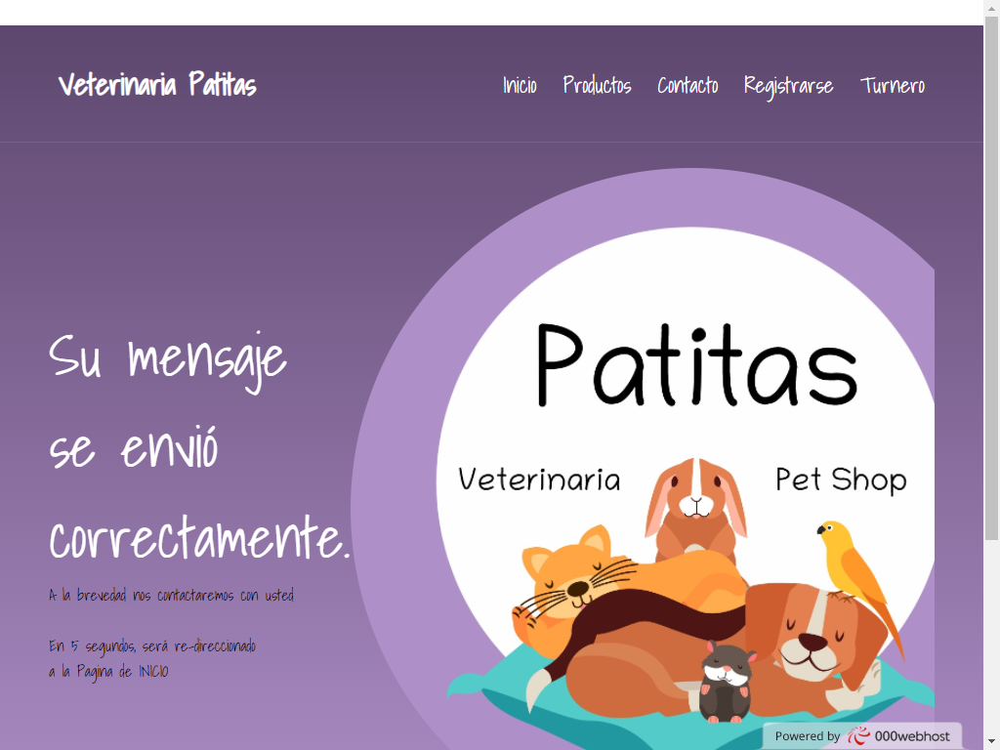 Veterinaria Patitas
Inicio Productos Contacto Registrarse Turnero
Su mensaje
se envió
correctamente.
A la brevedad nos contactaremos con usted
En 5 segundos, será re-direccionado
a la Pagina de INICIO
Patitas
Veterinaria Pet Shop
Powered by 000webhost